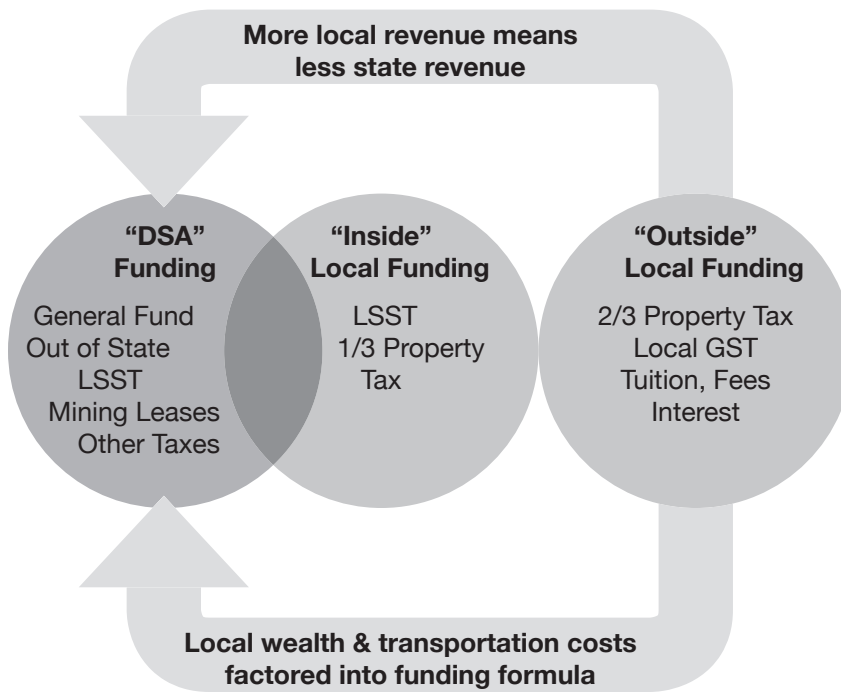 More local revenue means
less state revenue
“DSA”
Funding
General Fund
Out of State
LSST
Mining Leases
Other Taxes
“Inside”
Local Funding
LSST
1/3 Property
Tax
“Outside”
Local Funding
2/3 Property Tax
Local GST
Tuition, Fees
Interest
Local wealth & transportation costs
factored into funding formula